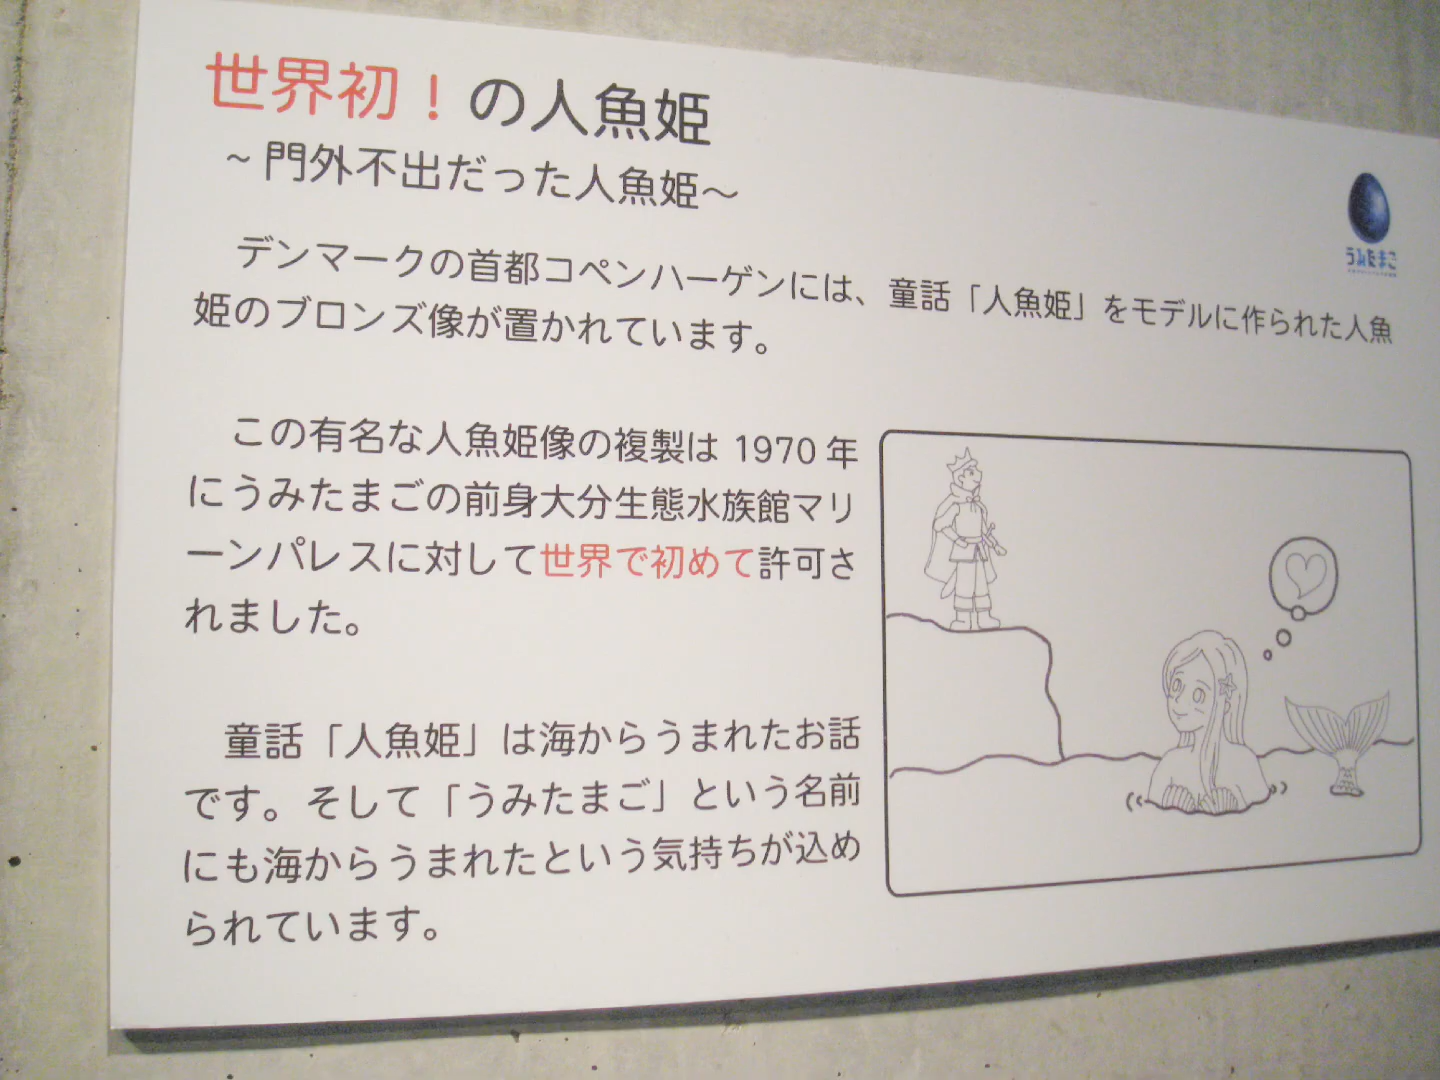 世界初！の人魚姫
~門外不出だった人魚姫～
うみたまご
デンマークの首都コペンハーゲンには、童話「人魚姫」をモデルに作られた人魚
姫のブロンズ像が置かれています。
この有名な人魚姫像の複製は 1970 年
にうみたまごの前身大分生態水族館マリ
ーンパレスに対して世界で初めて許可さ
れました。
童話「人魚姫」は海からうまれたお話
です。そして「うみたまご」という名前
にも海からうまれたという気持ちが込め
られています。